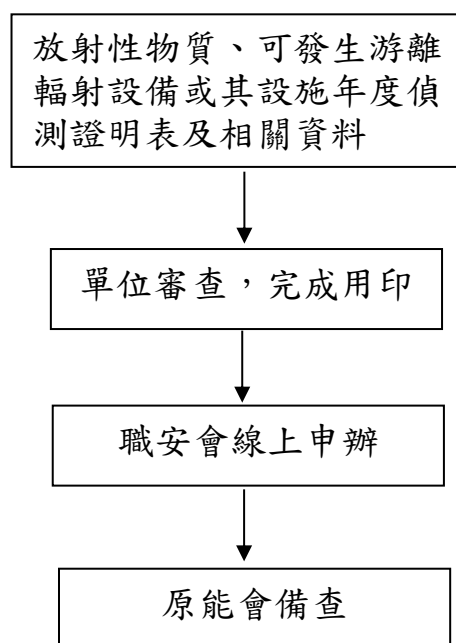 放射性物質、可發生游離
輻射設備或其設施年度偵
測證明表及相關資料
單位審查，完成用印
職安會線上申辦
原能會備查